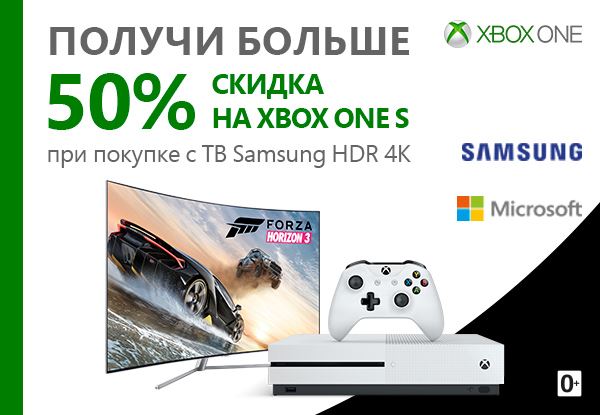 ПОЛУЧИ БОЛЬШЕ
XBOX ONE
50% СКИДКА
НА XBOX ONE S
при покупке с ТВ Samsung HDR 4K
SAMSUNG
Microsoft
FORZA
HORIZON 3
0+